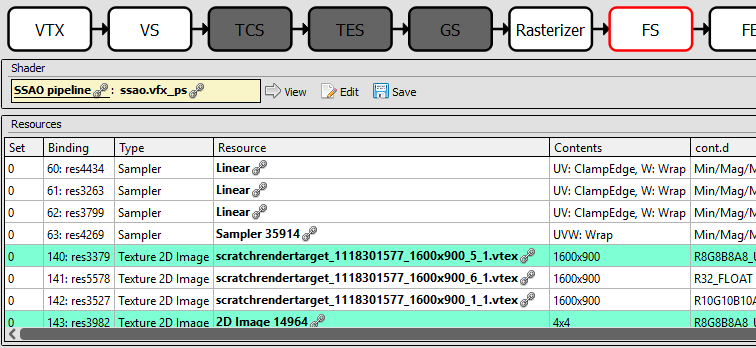 VTX VS TCS TES GS Rasterizer FS FB
Shader
SSAO pipeline : ssao.vfx_ps View Edit Save
Resources
Set Binding Type Resource Contents cont.d
0 60: res4434 Sampler Linear UV: ClampEdge, W: Wrap Min/Mag/M
0 61: res3263 Sampler Linear UV: ClampEdge, W: Wrap Min/Mag/M
0 62: res3799 Sampler Linear UV: ClampEdge, W: Wrap Min/Mag/M
0 63: res4269 Sampler Sampler 35914 UVW: Wrap Min/Mag/M
0 140: res3379 Texture 2D Image scratchrendertarget_1118301577_1600x900_5_1.vtex 1600x900 R8G8B8A8_U
0 141: res5578 Texture 2D Image scratchrendertarget_1118301577_1600x900_6_1.vtex 1600x900 R32_FLOAT
0 142: res3527 Texture 2D Image scratchrendertarget_1118301577_1600x900_1_1.vtex 1600x900 R10G10B10A
0 143: res3982 Texture 2D Image 2D Image 14964 4x4 R8G8B8A8_U